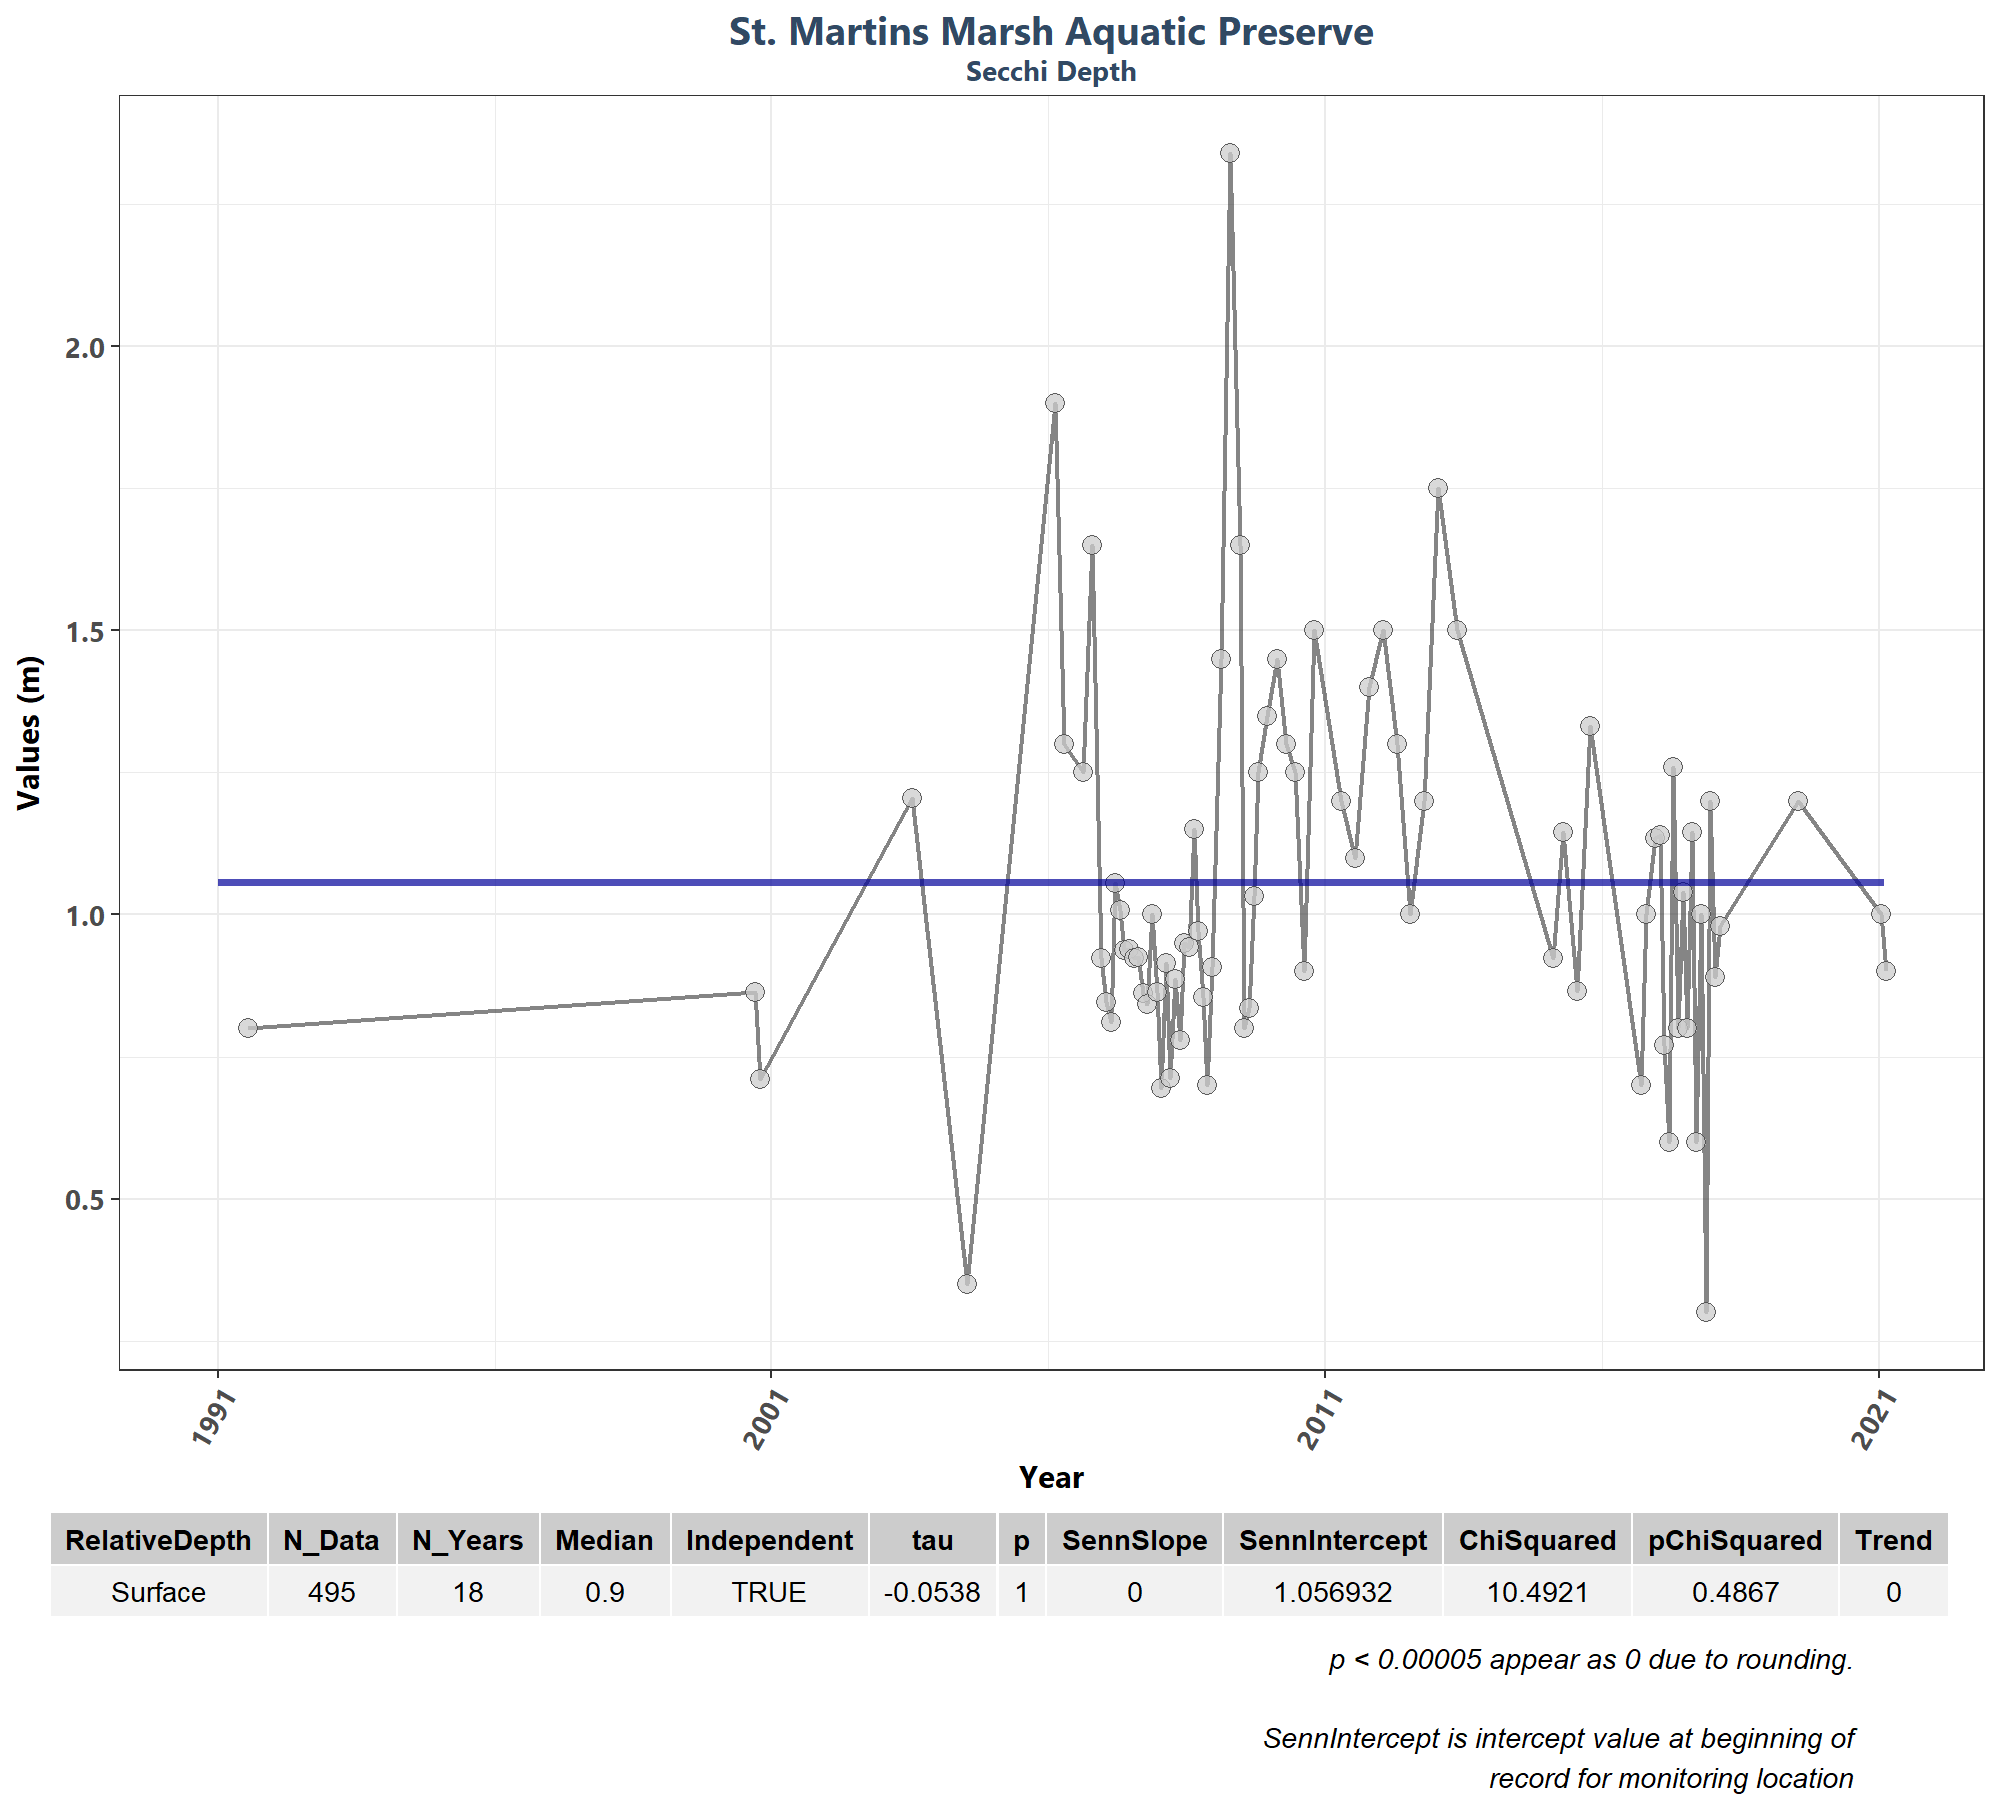 St. Martins Marsh Aquatic Preserve
Secchi Depth
Values (m)
2.0
1.5
1.0
0.5
1991
2001
2011
2021
Year
RelativeDepth N_Data N_Years Median Independent tau p SennSlope SennIntercept ChiSquared pChiSquared Trend
Surface 495 18 0.9 TRUE -0.0538 1 0 1.056932 10.4921 0.4867 0
p < 0.00005 appear as 0 due to rounding.
SennIntercept is intercept value at beginning of
record for monitoring location